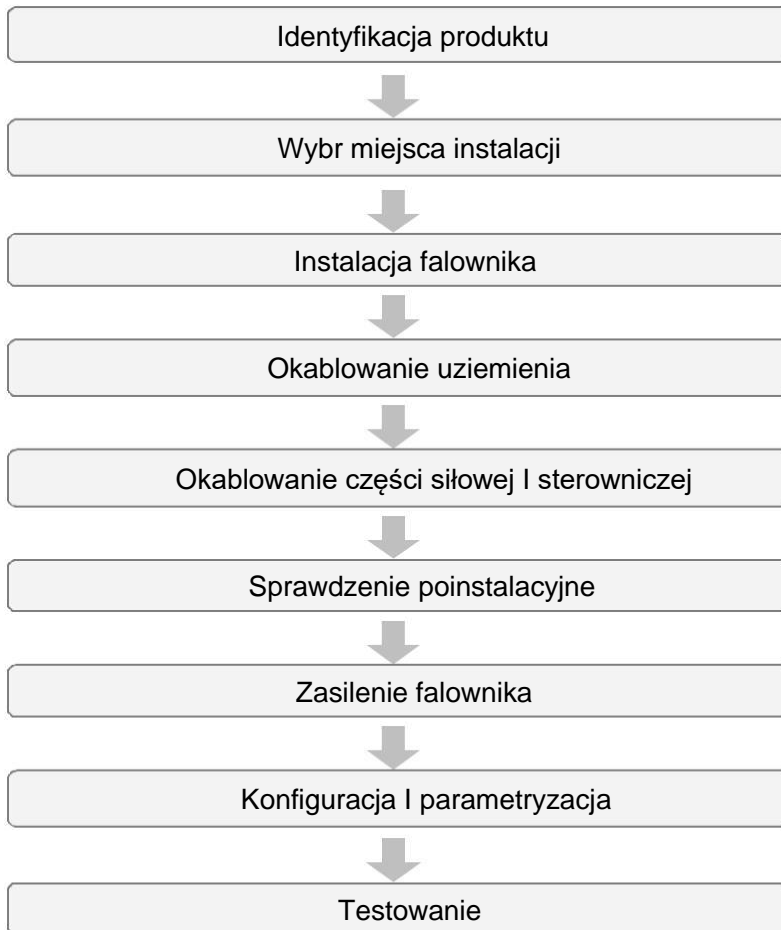 Identyfikacja produktu
Wybr miejsca instalacji
Instalacja falownika
Okablowanie uziemienia
Okablowanie części siłowej I sterowniczej
Sprawdzenie poinstalacyjne
Zasilenie falownika
Konfiguracja I parametryzacja
Testowanie